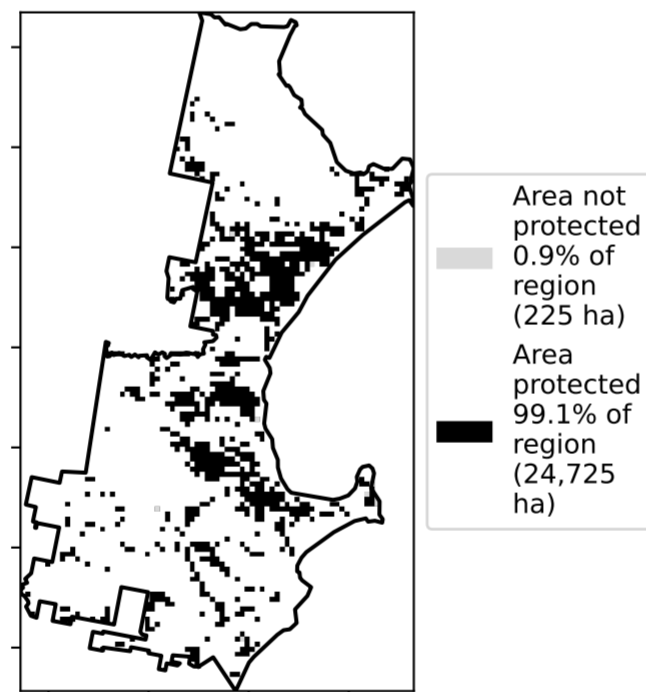 Area not
protected
0.9% of
region
(225 ha)
Area
protected
99.1% of
region
(24,725
ha)